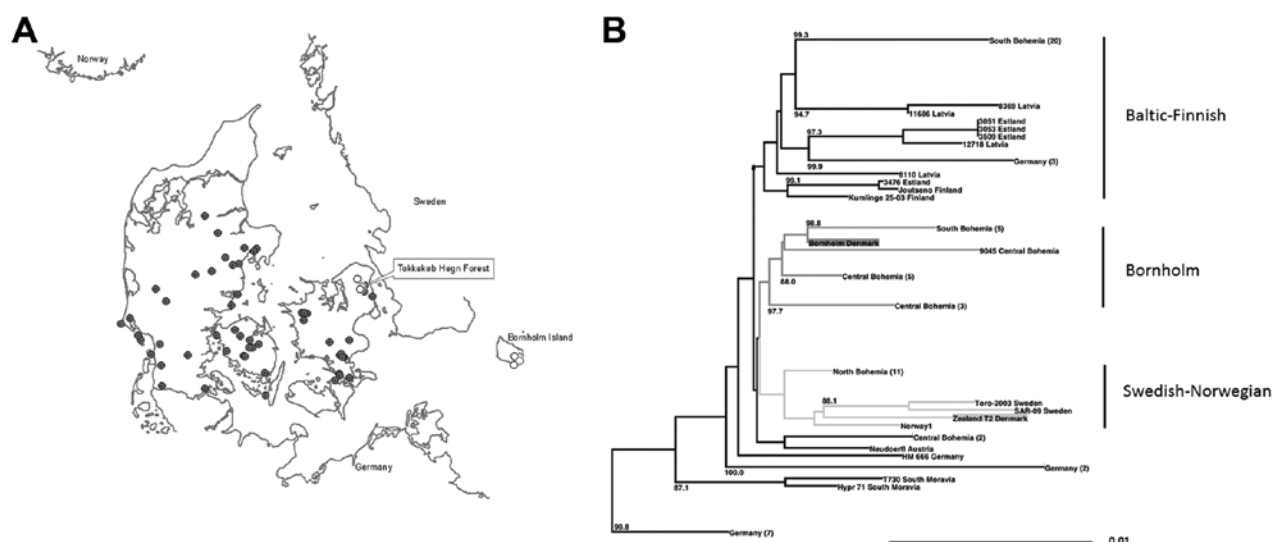 A
Norway
Sweden
Tokkekøb Hegn Forest
Bornholm Island
Germany
B
99.3
South Bohemia (20)
8369 Latvia
94.7
11686 Latvia
3051 Estland
97.3
3053 Estland
3509 Estland
12718 Latvia
Germany (3)
99.9
8110 Latvia
99.1
3476 Estland
Joutseno Finland
Kumlinge 25-03 Finland
Baltic-Finnish
98.8
South Bohemia (5)
Bornholm Denmark
9045 Central Bohemia
Central Bohemia (5)
88.0
Central Bohemia (3)
97.7
Bornholm
North Bohemia (11)
88.1
Toro-2003 Sweden
SAR-09 Sweden
Zealand T2 Denmark
Norway1
Swedish-Norwegian
Central Bohemia (2)
Neudoerfl Austria
HM 666 Germany
Germany (2)
100.0
T730 South Moravia
87.1
Hypr 71 South Moravia
99.8
Germany (7)
0.01